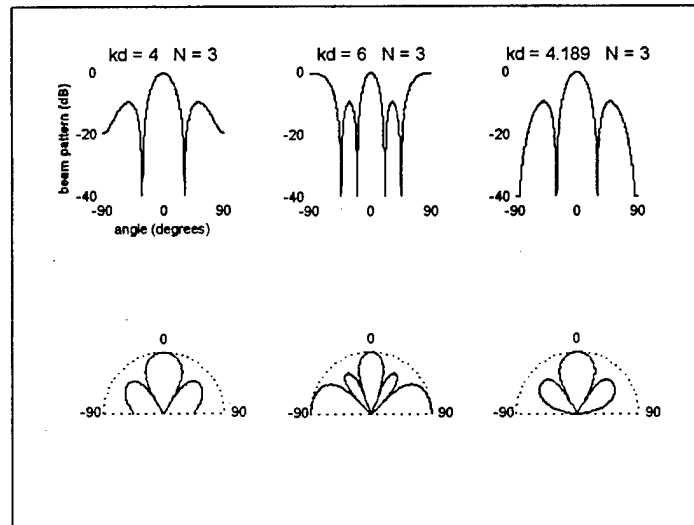 kd = 4 N = 3
kd = 6 N = 3
kd = 4.189 N = 3
0
-20
-40
beam pattern (dB)
-90 0 90
angle (degrees)
0
-20
-40
-90 0 90
0
-20
-40
-90 0 90
0
-90 90
0
-90 90
0
-90 90